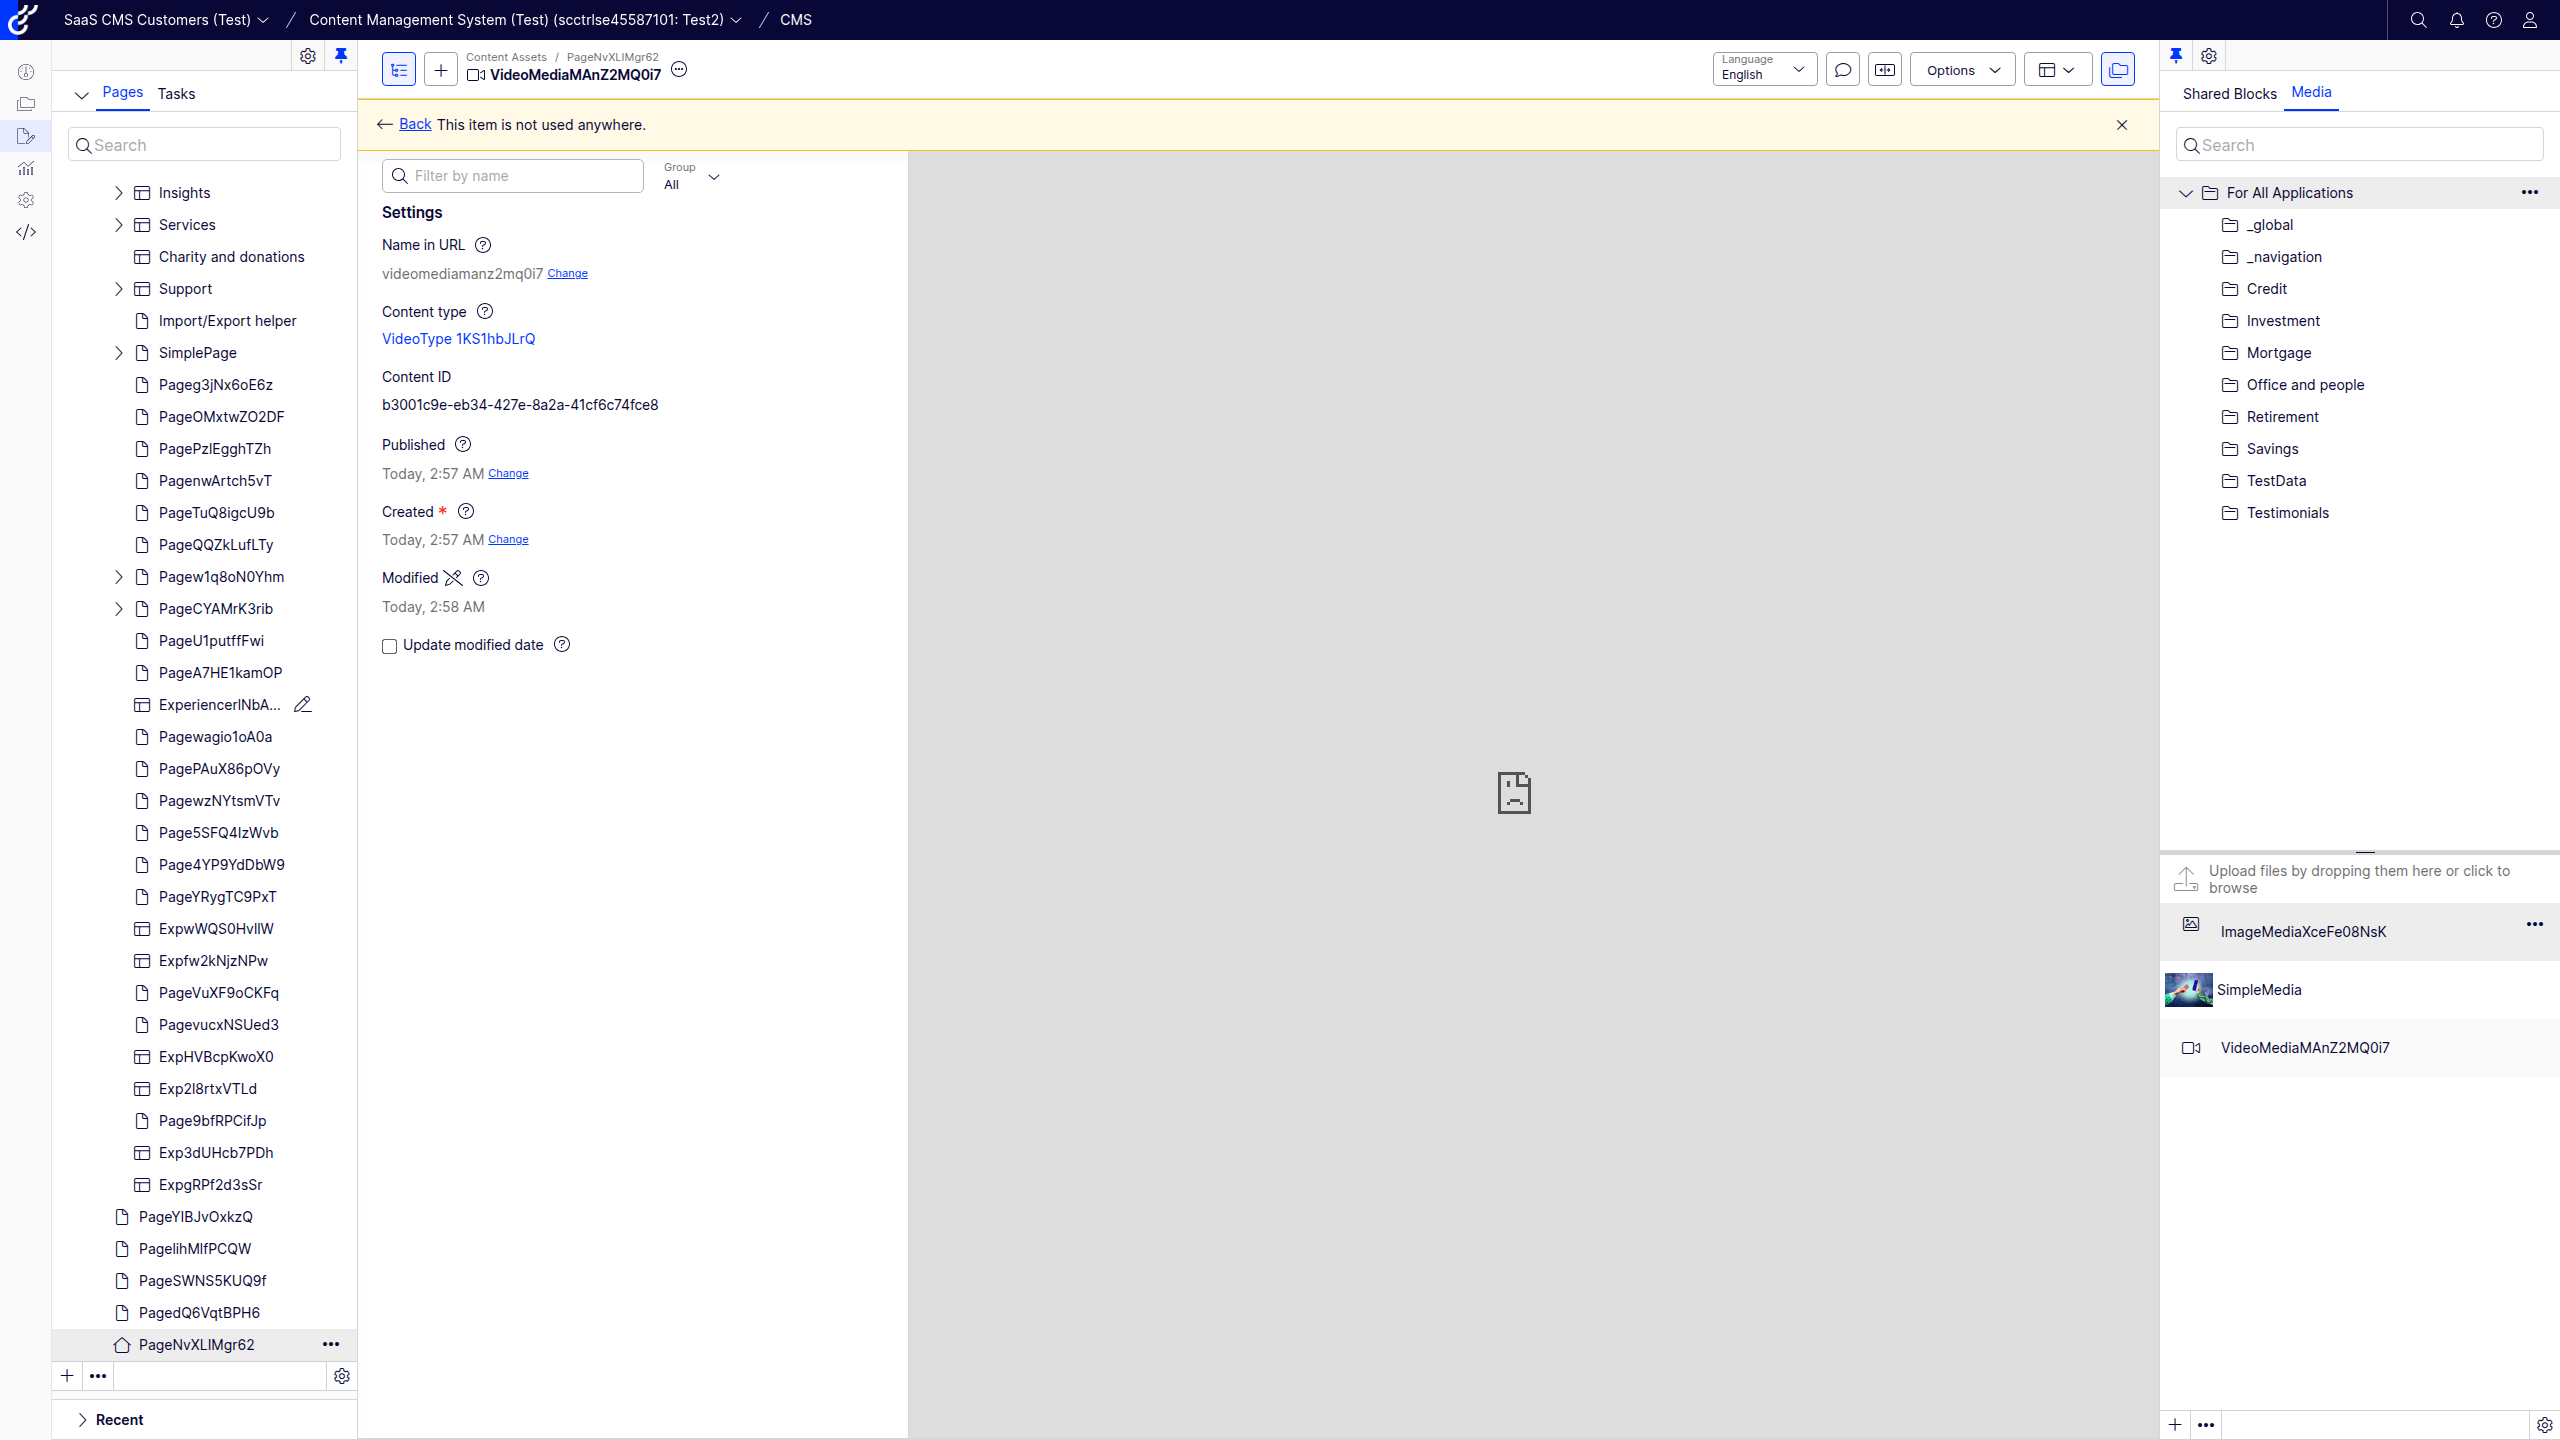 SaaS CMS Customers (Test)
Content Management System (Test) (scctrlse45587101: Test2)
CMS
Pages
Tasks
Search
Insights
Services
Charity and donations
Support
Import/Export helper
SimplePage
Pageg3jNx6oE6z
PageOMxtwZO2DF
PagePzlEgghTZh
PagenwArtch5vT
PageTuQ8igcU9b
PageQQZkLufLTy
Pagew1q8oN0Yhm
PageCYAMrK3rib
PageU1putffFwi
PageA7HE1kamOP
ExperiencerlNbA...
Pagewagio1oA0a
PagePAuX86pOVy
PagewzNYtsmVTv
Page5SFQ4IzWvb
Page4YP9YdDbW9
PageYRygTC9PxT
ExpwWQS0HvllW
Expfw2kNjzNPw
PageVuXF9oCKFq
PagevucxNSUed3
ExpHVBcpKwoX0
Exp2I8rtxVTLd
Page9bfRPCifJp
Exp3dUHcb7PDh
ExpgRPf2d3sSr
PageYIBJvOxkzQ
PagelihMlfPCQW
PageSWNS5KUQ9f
PagedQ6VqtBPH6
PageNvXLIMgr62
Recent
Content Assets / PageNvXLIMgr62
VideoMediaMAnZ2MQ0i7
Language
English
Options
Back This item is not used anywhere.
Filter by name
Group
All
Settings
Name in URL
videomediamanz2mq0i7 Change
Content type
VideoType 1KS1hbJLrQ
Content ID
b3001c9e-eb34-427e-8a2a-41cf6c74fce8
Published
Today, 2:57 AM Change
Created *
Today, 2:57 AM Change
Modified
Today, 2:58 AM
Update modified date
Shared Blocks
Media
Search
For All Applications
_global
_navigation
Credit
Investment
Mortgage
Office and people
Retirement
Savings
TestData
Testimonials
Upload files by dropping them here or click to
browse
ImageMediaXceFe08NsK
SimpleMedia
VideoMediaMAnZ2MQ0i7